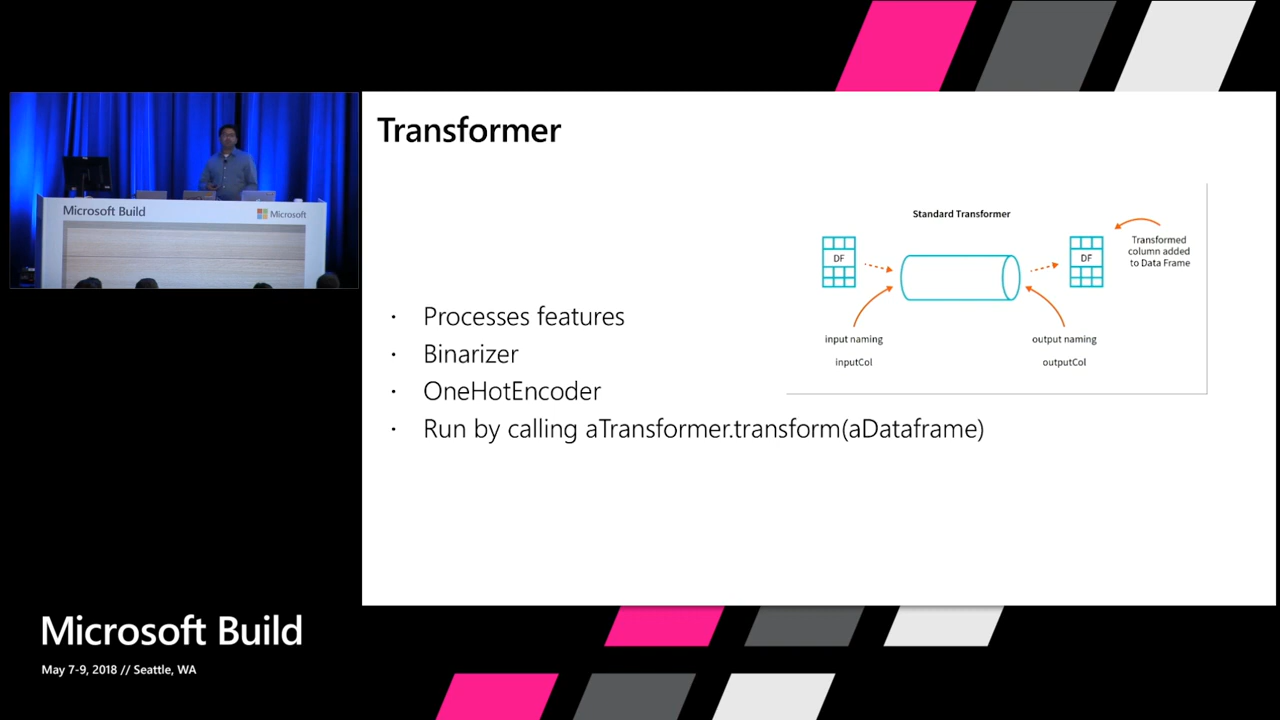 Transformer
Microsoft Build
Microsoft
Standard Transformer
DF
DF
Transformed
column added
to Data Frame
input naming
inputCol
output naming
outputCol
· Processes features
· Binarizer
· OneHotEncoder
· Run by calling aTransformer.transform(aDataframe)
Microsoft Build
May 7-9, 2018 // Seattle, WA